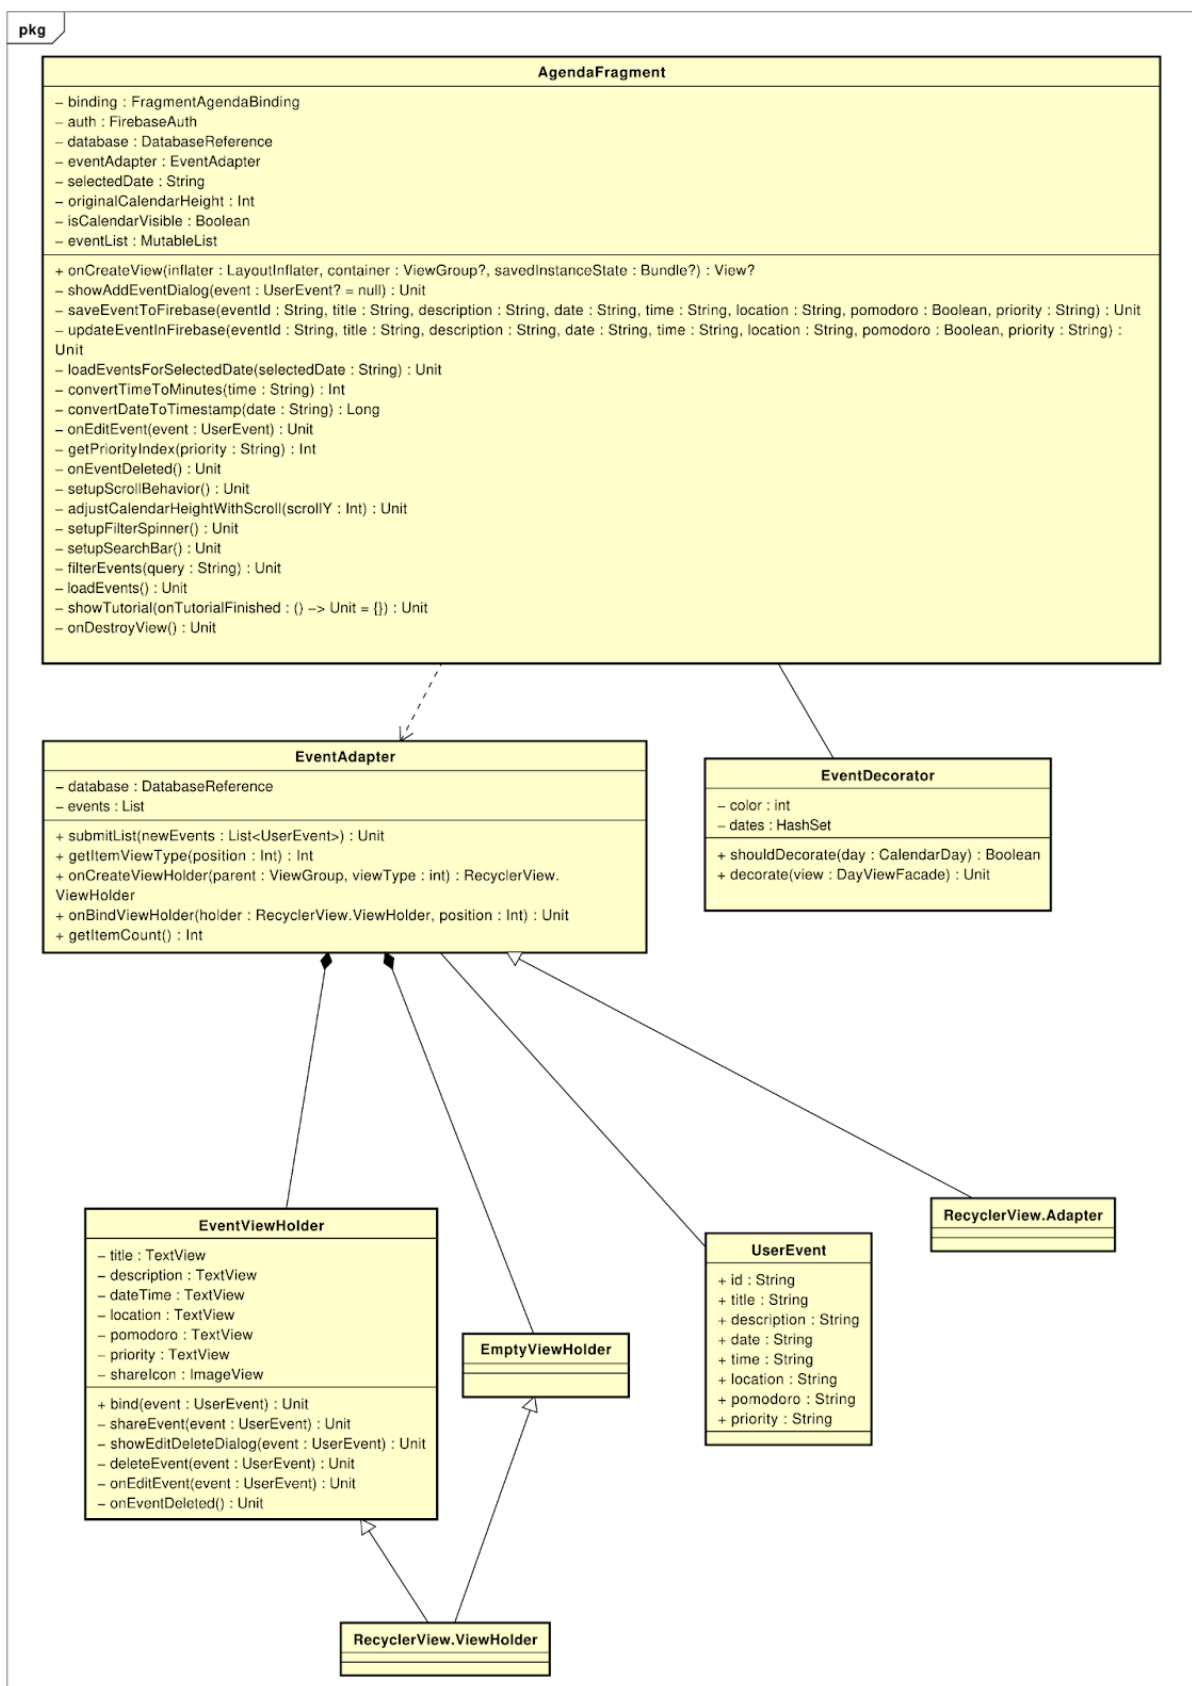 pkg
AgendaFragment
– binding : FragmentAgendaBinding
– auth : FirebaseAuth
– database : DatabaseReference
– eventAdapter : EventAdapter
– selectedDate : String
– originalCalendarHeight : Int
– isCalendarVisible : Boolean
– eventList : MutableList
+ onCreateView(inflater : LayoutInflater, container : ViewGroup?, savedInstanceState : Bundle?) : View?
– showAddEventDialog(event : UserEvent? = null) : Unit
– saveEventToFirebase(eventId : String, title : String, description : String, date : String, time : String, location : String, pomodoro : Boolean, priority : String) : Unit
– updateEventInFirebase(eventId : String, title : String, description : String, date : String, time : String, location : String, pomodoro : Boolean, priority : String) :
Unit
– loadEventsForSelectedDate(selectedDate : String) : Unit
– convertTimeToMinutes(time : String) : Int
– convertDateToTimestamp(date : String) : Long
– onEditEvent(event : UserEvent) : Unit
– getPriorityIndex(priority : String) : Int
– onEventDeleted() : Unit
– setupScrollBehavior() : Unit
– adjustCalendarHeightWithScroll(scrollY : Int) : Unit
– setupFilterSpinner() : Unit
– setupSearchBar() : Unit
– filterEvents(query : String) : Unit
– loadEvents() : Unit
– showTutorial(onTutorialFinished : () –> Unit = {}) : Unit
– onDestroyView() : Unit
EventAdapter
– database : DatabaseReference
– events : List
+ submitList(newEvents : List<UserEvent>) : Unit
+ getItemViewType(position : Int) : Int
+ onCreateViewHolder(parent : ViewGroup, viewType : int) : RecyclerView.
ViewHolder
+ onBindViewHolder(holder : RecyclerView.ViewHolder, position : Int) : Unit
+ getItemCount() : Int
EventDecorator
– color : int
– dates : HashSet
+ shouldDecorate(day : CalendarDay) : Boolean
+ decorate(view : DayViewFacade) : Unit
EventViewHolder
– title : TextView
– description : TextView
– dateTime : TextView
– location : TextView
– pomodoro : TextView
– priority : TextView
– shareIcon : ImageView
+ bind(event : UserEvent) : Unit
– shareEvent(event : UserEvent) : Unit
– showEditDeleteDialog(event : UserEvent) : Unit
– deleteEvent(event : UserEvent) : Unit
– onEditEvent(event : UserEvent) : Unit
– onEventDeleted() : Unit
EmptyViewHolder
UserEvent
+ id : String
+ title : String
+ description : String
+ date : String
+ time : String
+ location : String
+ pomodoro : String
+ priority : String
RecyclerView.Adapter
RecyclerView.ViewHolder